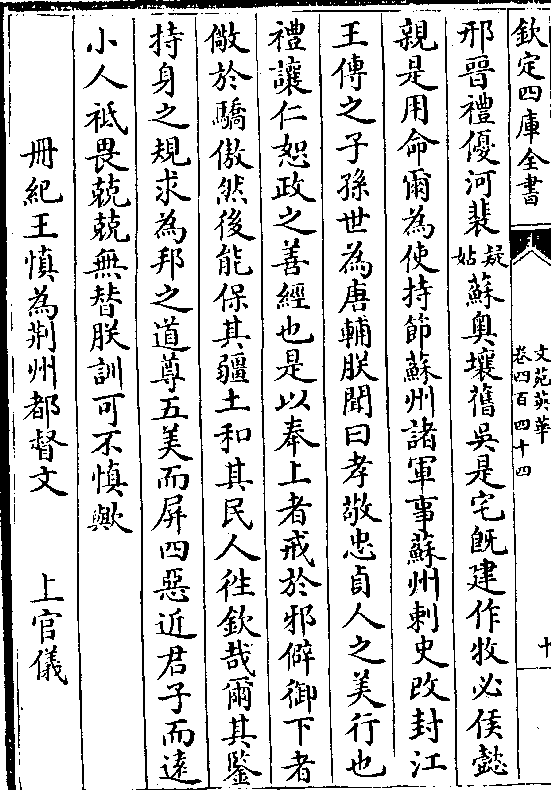 欽定四庫全書
文苑英華
卷四百四十四
十
邢晉禮優河裴疑姑蘇奥壤舊吳是宅旣建作牧必俟懿
親是用命爾為使持節蘇州諸軍事蘇州刺史改封江
王傳之子孫世為唐輔朕聞曰孝敬忠貞人之美行也
禮讓仁恕政之善經也是以奉上者戒於邪僻御下者
儆於驕傲然後能保其疆土和其民人徃欽哉爾其鑒
持身之規求為邦之道尊五美而屏四惡近君子而遠
小人祗畏兢兢無替朕訓可不慎歟
冊紀王慎為荆州都督文 上官儀